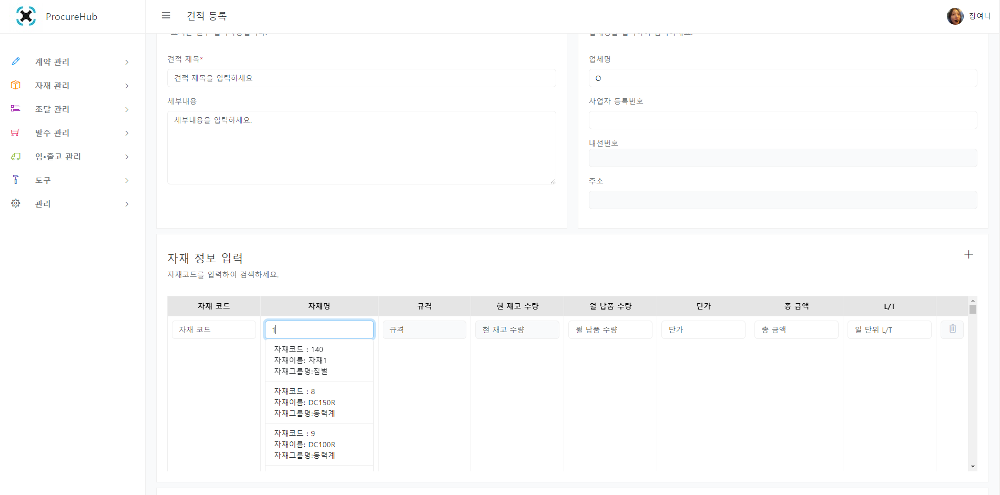 ProcureHub
견적 등록
장여니
계약 관리
자재 관리
조달 관리
발주 관리
입•출고 관리
도구
관리
견적 제목*
견적 제목을 입력하세요
세부내용
세부내용을 입력하세요.
업체명
O
사업자 등록번호
내선번호
주소
자재 정보 입력
자재코드를 입력하여 검색하세요.
자재 코드 자재명 규격 현 재고 수량 월 납품 수량 단가 총 금액 L/T
자재 코드 1 규격 현 재고 수량 월 납품 수량 단가 총 금액 일 단위 L/T
자재코드 : 140
자재이름: 자재1
자재그룹명:짐벌
자재코드 : 8
자재이름: DC150R
자재그룹명:동력계
자재코드 : 9
자재이름: DC100R
자재그룹명:동력계